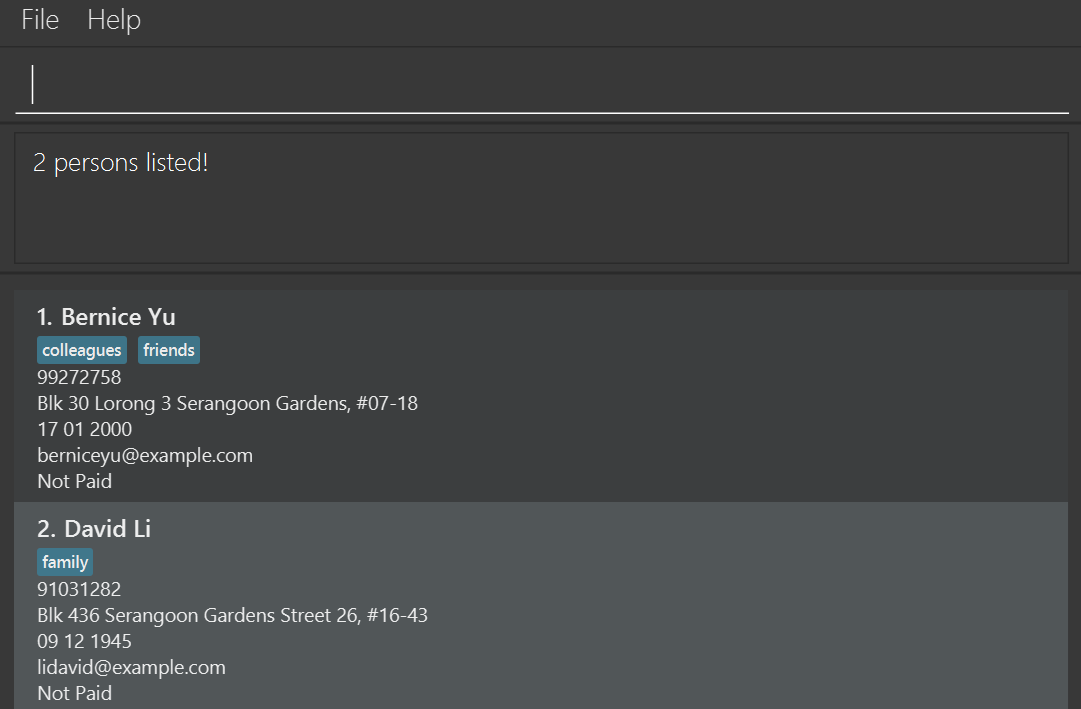 File Help
2 persons listed!
1. Bernice Yu
colleagues friends
99272758
Blk 30 Lorong 3 Serangoon Gardens, #07-18
17 01 2000
berniceyu@example.com
Not Paid
2. David Li
family
91031282
Blk 436 Serangoon Gardens Street 26, #16-43
09 12 1945
lidavid@example.com
Not Paid